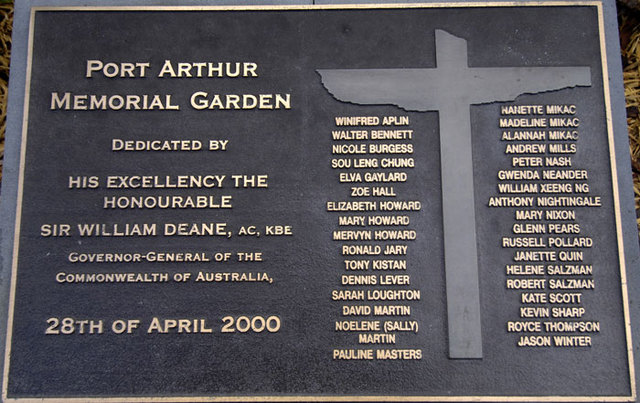 PORT ARTHUR
MEMORIAL GARDEN
DEDICATED BY
HIS EXCELLENCY THE
HONOURABLE
SIR WILLIAM DEANE, AC, KBE
GOVERNOR-GENERAL OF THE
COMMONWEALTH OF AUSTRALIA,
28TH OF APRIL 2000
WINIFRED APLIN
WALTER BENNETT
NICOLE BURGESS
SOU LENG CHUNG
ELVA GAYLARD
ZOE HALL
ELIZABETH HOWARD
MARY HOWARD
MERVYN HOWARD
RONALD JARY
TONY KISTAN
DENNIS LEVER
SARAH LOUGHTON
DAVID MARTIN
NOELENE (SALLY)
MARTIN
PAULINE MASTERS
NANETTE MIKAC
MADELINE MIKAC
ALANNAH MIKAC
ANDREW MILLS
PETER NASH
GWENDA NEANDER
WILLIAM XEENG NG
ANTHONY NIGHTINGALE
MARY NIXON
GLENN PEARS
RUSSELL POLLARD
JANETTE QUIN
HELENE SALZMAN
ROBERT SALZMAN
KATE SCOTT
KEVIN SHARP
ROYCE THOMPSON
JASON WINTER